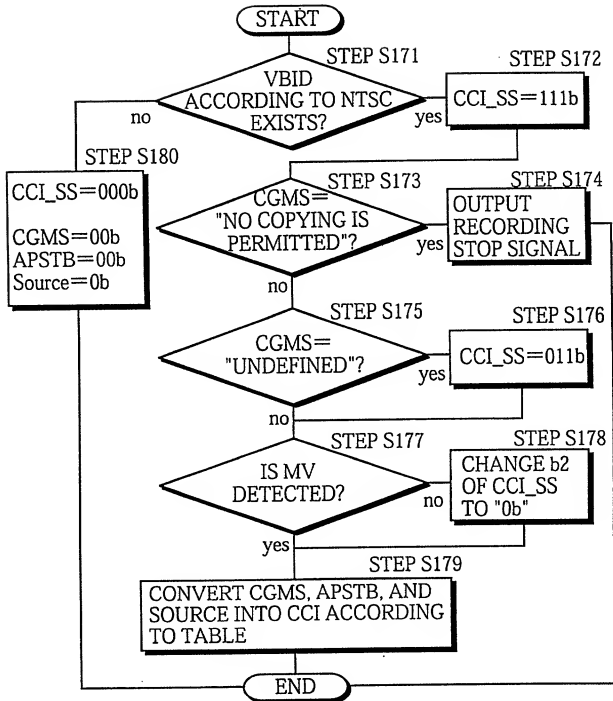 START
STEP S171
VBID
ACCORDING TO NTSC
EXISTS?
no
yes
STEP S172
CCI_SS=111b
STEP S180
CCI_SS=000b
CGMS=00b
APSTB=00b
Source=0b
STEP S173
CGMS=
"NO COPYING IS
PERMITTED"?
yes
no
STEP S174
OUTPUT
RECORDING
STOP SIGNAL
STEP S175
CGMS=
"UNDEFINED"?
yes
no
STEP S176
CCI_SS=011b
STEP S177
IS MV
DETECTED?
no
yes
STEP S178
CHANGE b2
OF CCI_SS
TO "0b"
STEP S179
CONVERT CGMS, APSTB, AND
SOURCE INTO CCI ACCORDING
TO TABLE
END